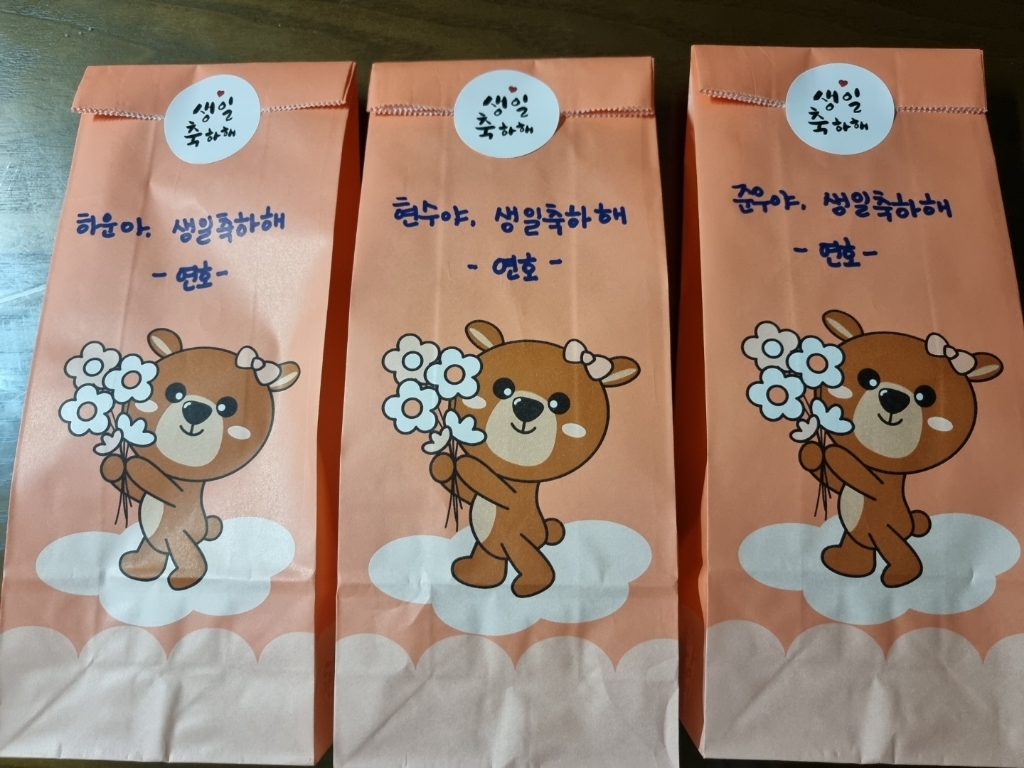 생일
축하해
하윤아, 생일축하해
- 연호-
생일
축하해
현수야, 생일축하해
- 연호 -
생일
축하해
준우야, 생일축하해
- 연호-